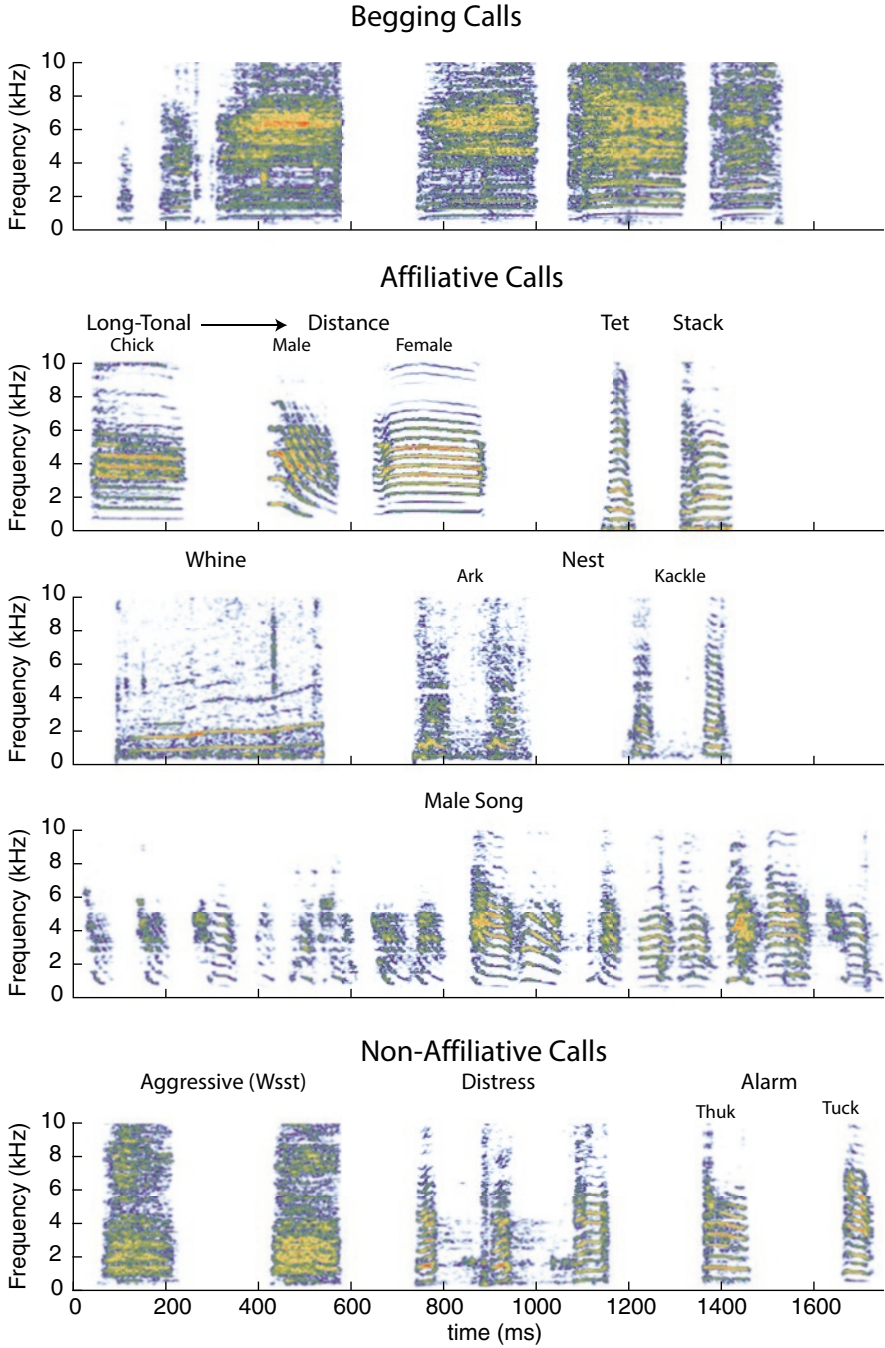 Begging Calls
10
8
6
4
2
0
Frequency (kHz)
Affiliative Calls
Long-Tonal Distance Tet Stack
Chick Male Female
10
8
6
4
2
0
Frequency (kHz)
Whine Nest
Ark Kackle
10
8
6
4
2
0
Frequency (kHz)
Male Song
10
8
6
4
2
0
Frequency (kHz)
Non-Affiliative Calls
Aggressive (Wsst) Distress Alarm
Thuk Tuck
10
8
6
4
2
0
Frequency (kHz)
0 200 400 600 800 1000 1200 1400 1600
time (ms)